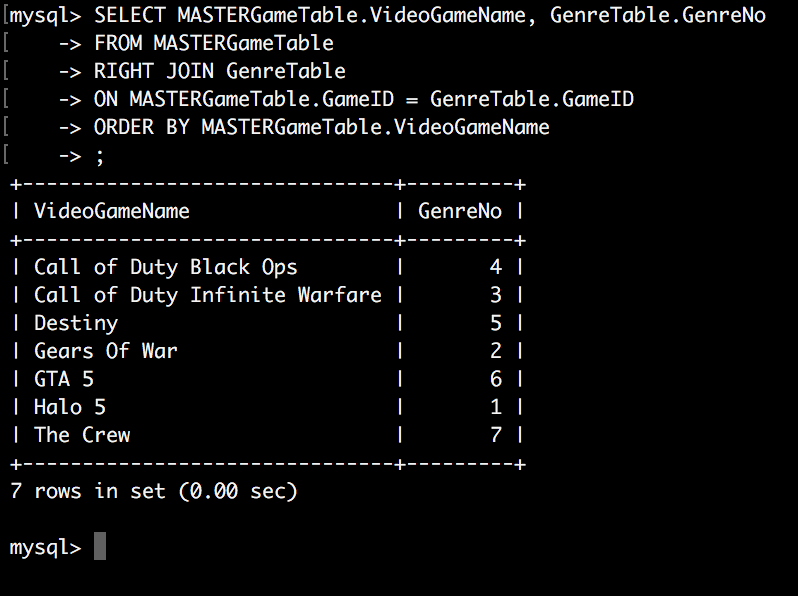 [mysql> SELECT MASTERGameTable.VideoGameName, GenreTable.GenreNo
[    -> FROM MASTERGameTable
[    -> RIGHT JOIN GenreTable
[    -> ON MASTERGameTable.GameID = GenreTable.GameID
[    -> ORDER BY MASTERGameTable.VideoGameName
[    -> ;
+-------------------------------+---------+
| VideoGameName                 | GenreNo |
+-------------------------------+---------+
| Call of Duty Black Ops        |       4 |
| Call of Duty Infinite Warfare |       3 |
| Destiny                       |       5 |
| Gears Of War                  |       2 |
| GTA 5                         |       6 |
| Halo 5                        |       1 |
| The Crew                      |       7 |
+-------------------------------+---------+
7 rows in set (0.00 sec)
mysql>